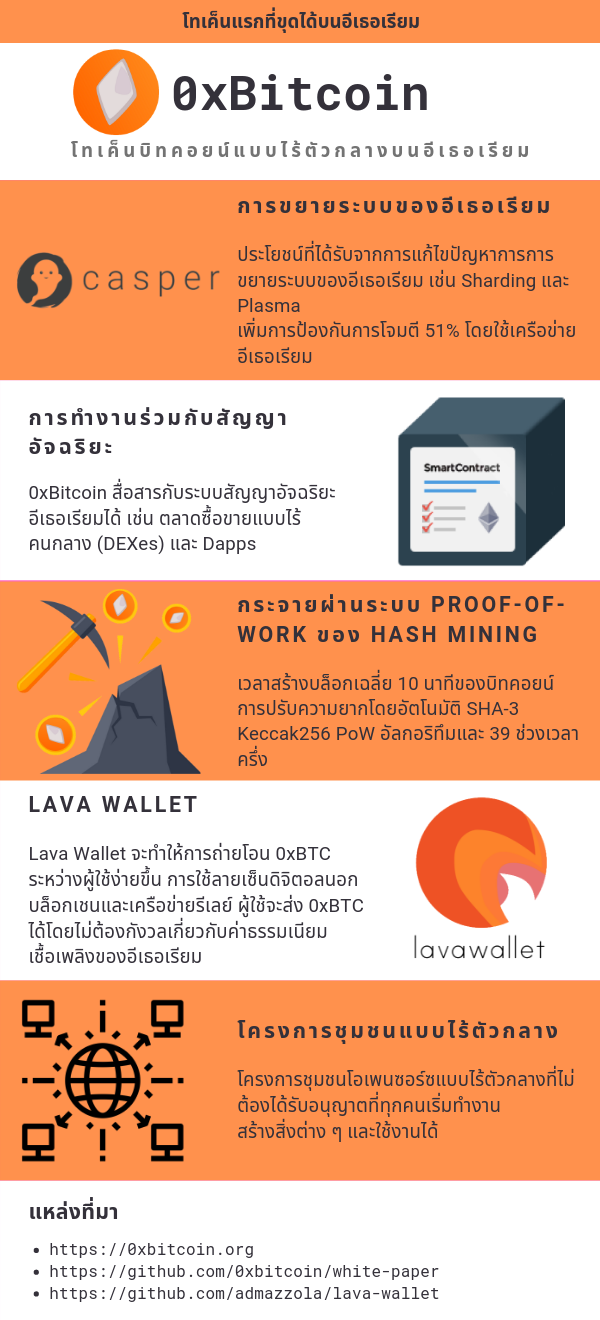 โทเค็นแรกที่ขุดได้บนอีเธอเรียม
0xBitcoin
โทเค็นบิทคอยน์แบบไร้ตัวกลางบนอีเธอเรียม
การขยายระบบของอีเธอเรียม
casper
ประโยชน์ที่ได้รับจากการแก้ไขปัญหาการการ
ขยายระบบของอีเธอเรียม เช่น Sharding และ
Plasma
เพิ่มการป้องกันการโจมตี 51% โดยใช้เครือข่าย
อีเธอเรียม
การทำงานร่วมกับสัญญา
อัจฉริยะ
0xBitcoin สื่อสารกับระบบสัญญาอัจฉริยะ
อีเธอเรียมได้ เช่น ตลาดซื้อขายแบบไร้
คนกลาง (DEXes) และ Dapps
SmartContract
กระจายผ่านระบบ PROOF-OF-
WORK ของ HASH MINING
เวลาสร้างบล็อกเฉลี่ย 10 นาทีของบิทคอยน์
การปรับความยากโดยอัตโนมัติ SHA-3
Keccak256 PoW อัลกอริทึมและ 39 ช่วงเวลา
ครึ่ง
LAVA WALLET
Lava Wallet จะทำให้การถ่ายโอน 0xBTC
ระหว่างผู้ใช้ง่ายขึ้น การใช้ลายเซ็นดิจิตอลนอก
บล็อกเชนและเครือข่ายรีเลย์ ผู้ใช้จะส่ง 0xBTC
ได้โดยไม่ต้องกังวลเกี่ยวกับค่าธรรมเนียม
เชื้อเพลิงของอีเธอเรียม
lavawallet
โครงการชุมชนแบบไร้ตัวกลาง
โครงการชุมชนโอเพนซอร์ซแบบไร้ตัวกลางที่ไม่
ต้องได้รับอนุญาตที่ทุกคนเริ่มทำงาน
สร้างสิ่งต่าง ๆ และใช้งานได้
แหล่งที่มา
• https://0xbitcoin.org
• https://github.com/0xbitcoin/white-paper
• https://github.com/admazzola/lava-wallet